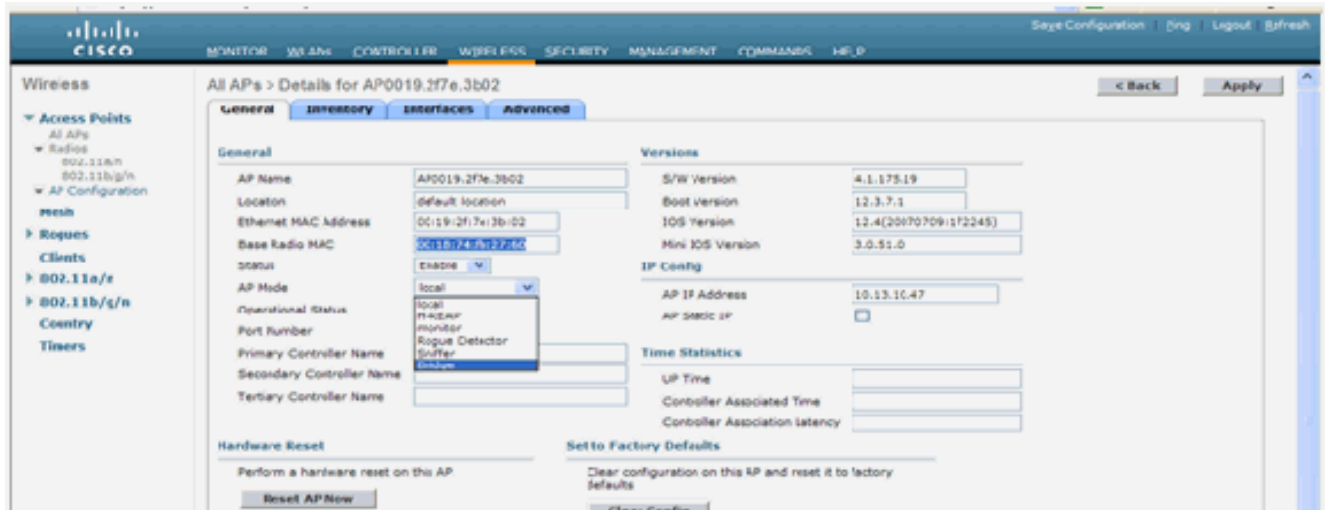 Save Configuration Ping Logout Refresh
CISCO
MONITOR WLANs CONTROLLER WIRELESS SECURITY MANAGEMENT COMMANDS HELP
Wireless
Access Points
All APs
Radios
802.11a/n
802.11b/g/n
AP Configuration
Mesh
Rogues
Clients
802.11a/n
802.11b/g/n
Country
Timers
All APs > Details for AP0019.2f7e.3b02
< Back Apply
General Inventory Interfaces Advanced
General
AP Name AP0019.2f7e.3b02
Location default location
Ethernet MAC Address 00:19:2f:7e:3b:02
Base Radio MAC
Status Enable
AP Mode local
local
H-REAP
monitor
Rogue Detector
Sniffer
Bridge
Operational Status
Port Number
Primary Controller Name
Secondary Controller Name
Tertiary Controller Name
Versions
S/W Version
Boot Version 12.3.7.1
IOS Version
Mini IOS Version 3.0.51.0
IP Config
AP IP Address 10.13.10.47
AP Static IP
Time Statistics
UP Time
Controller Associated Time
Controller Association Latency
Hardware Reset
Perform a hardware reset on this AP
Reset AP Now
Set to Factory Defaults
Clear configuration on this AP and reset it to factory
defaults
Clear Config